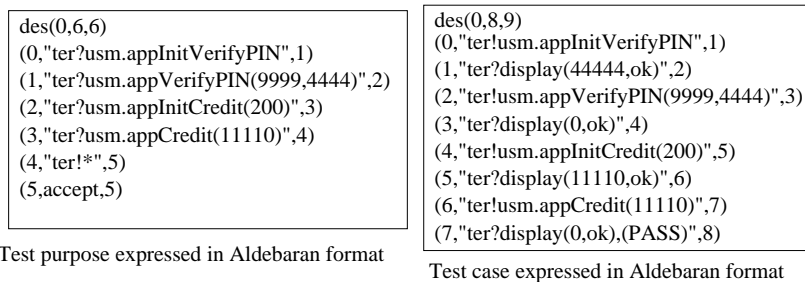 des(0,6,6)
(0,"ter?usm.appInitVerifyPIN",1)
(1,"ter?usm.appVerifyPIN(9999,4444)",2)
(2,"ter?usm.appInitCredit(200)",3)
(3,"ter?usm.appCredit(11110)",4)
(4,"ter!*",5)
(5,accept,5)
Test purpose expressed in Aldebaran format
des(0,8,9)
(0,"ter!usm.appInitVerifyPIN",1)
(1,"ter?display(44444,ok)",2)
(2,"ter!usm.appVerifyPIN(9999,4444)",3)
(3,"ter?display(0,ok)",4)
(4,"ter!usm.appInitCredit(200)",5)
(5,"ter?display(11110,ok)",6)
(6,"ter!usm.appCredit(11110)",7)
(7,"ter?display(0,ok),(PASS)",8)
Test case expressed in Aldebaran format